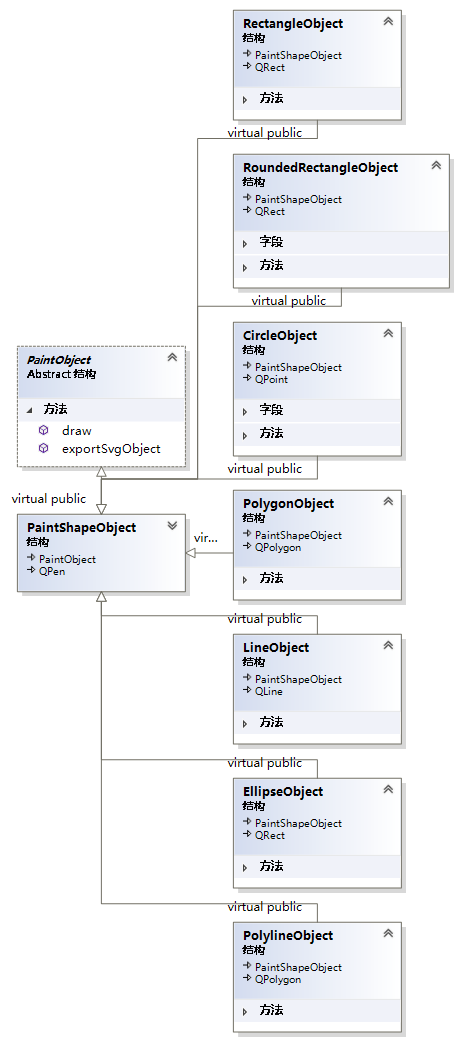 RectangleObject
结构
PaintShapeObject
QRect
方法
virtual public
RoundedRectangleObject
结构
PaintShapeObject
QRect
字段
方法
virtual public
CircleObject
结构
PaintShapeObject
QPoint
字段
方法
virtual public
PaintObject
Abstract 结构
方法
draw
exportSvgObject
virtual public
PaintShapeObject
结构
PaintObject
QPen
vir...
PolygonObject
结构
PaintShapeObject
QPolygon
方法
virtual public
LineObject
结构
PaintShapeObject
QLine
方法
virtual public
EllipseObject
结构
PaintShapeObject
QRect
方法
virtual public
PolylineObject
结构
PaintShapeObject
QPolygon
方法